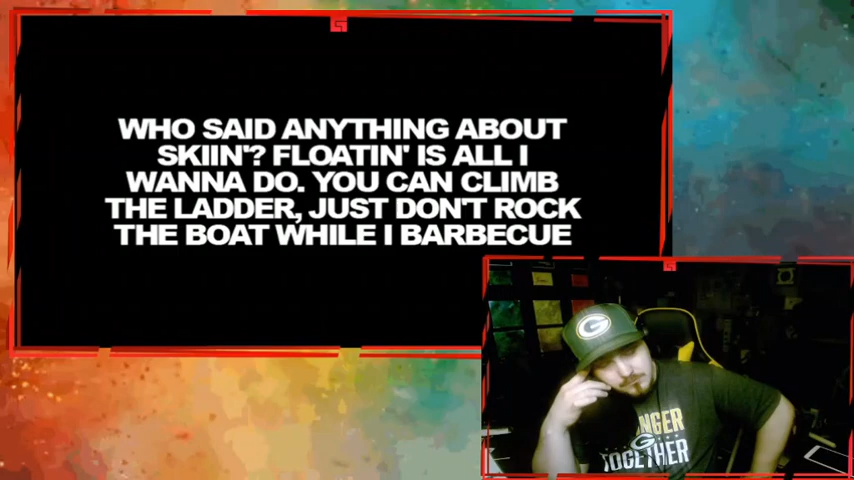 WHO SAID ANYTHING ABOUT
SKIIN'? FLOATIN' IS ALL I
WANNA DO. YOU CAN CLIMB
THE LADDER, JUST DON'T ROCK
THE BOAT WHILE I BARBECUE
G
NGER
G
TOGETHER